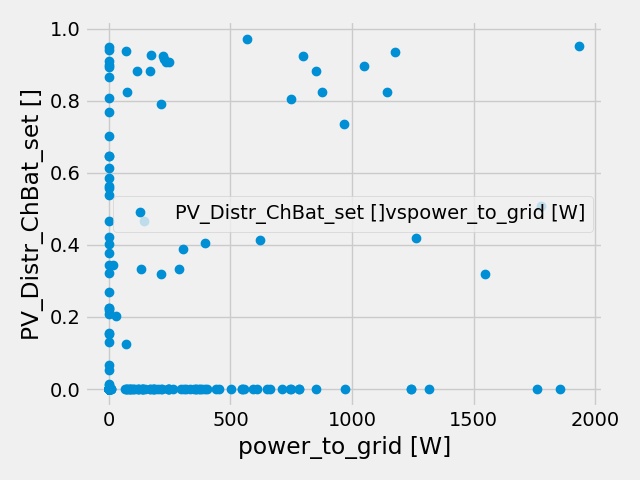 1.0
0.8
0.6
0.4
0.2
0.0
PV_Distr_ChBat_set []
PV_Distr_ChBat_set []vspower_to_grid [W]
0 500 1000 1500 2000
power_to_grid [W]